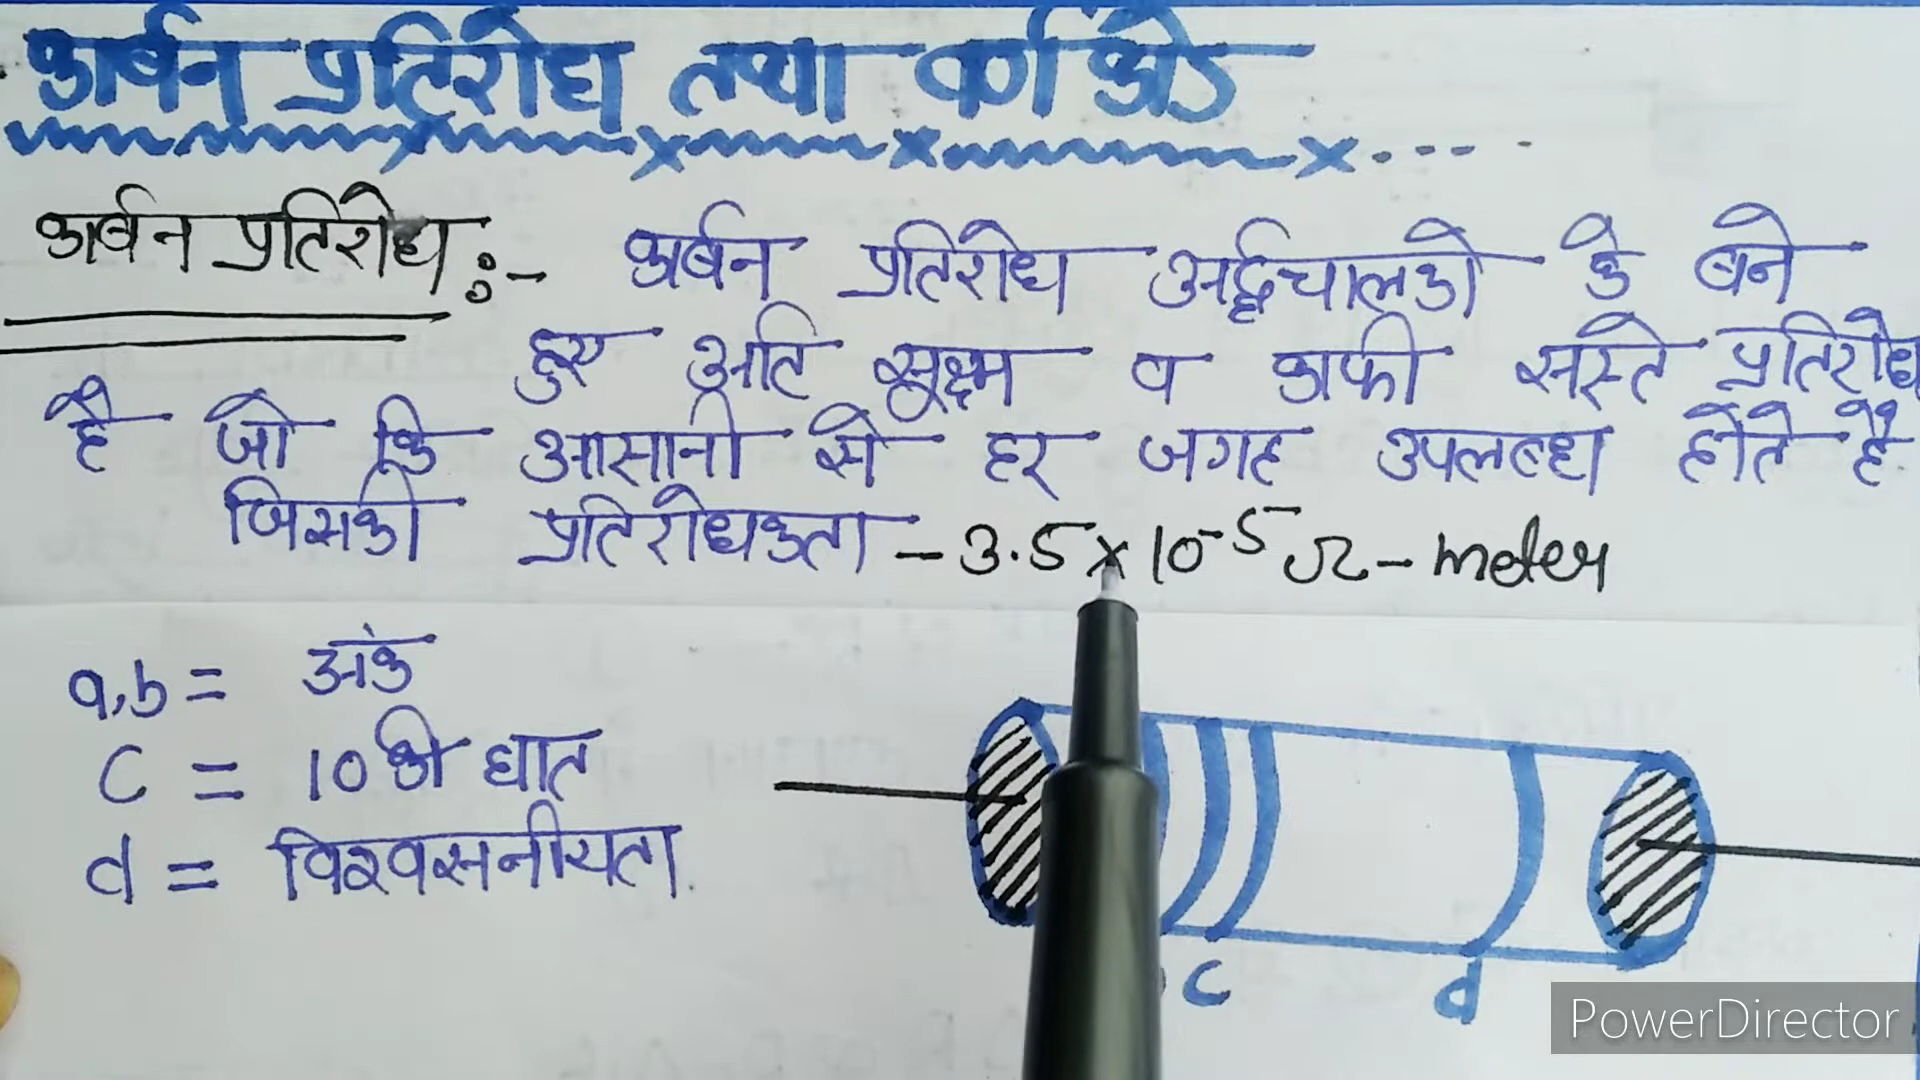 कार्बन प्रतिरोध तथा वर्ण कोड
कार्बन प्रतिरोध :- कार्बन प्रतिरोध अर्द्धचालको के बने
हुए अति सूक्ष्म व काफी सस्ते प्रतिरोध
है जो कि आसानी से हर जगह उपलब्ध होते है
जिसकी प्रतिरोधकता - 3.5 × 10⁻⁵ Ω - meter
a,b = अंक
c = 10 की घात
d = विश्वसनीयता
c d
PowerDirector